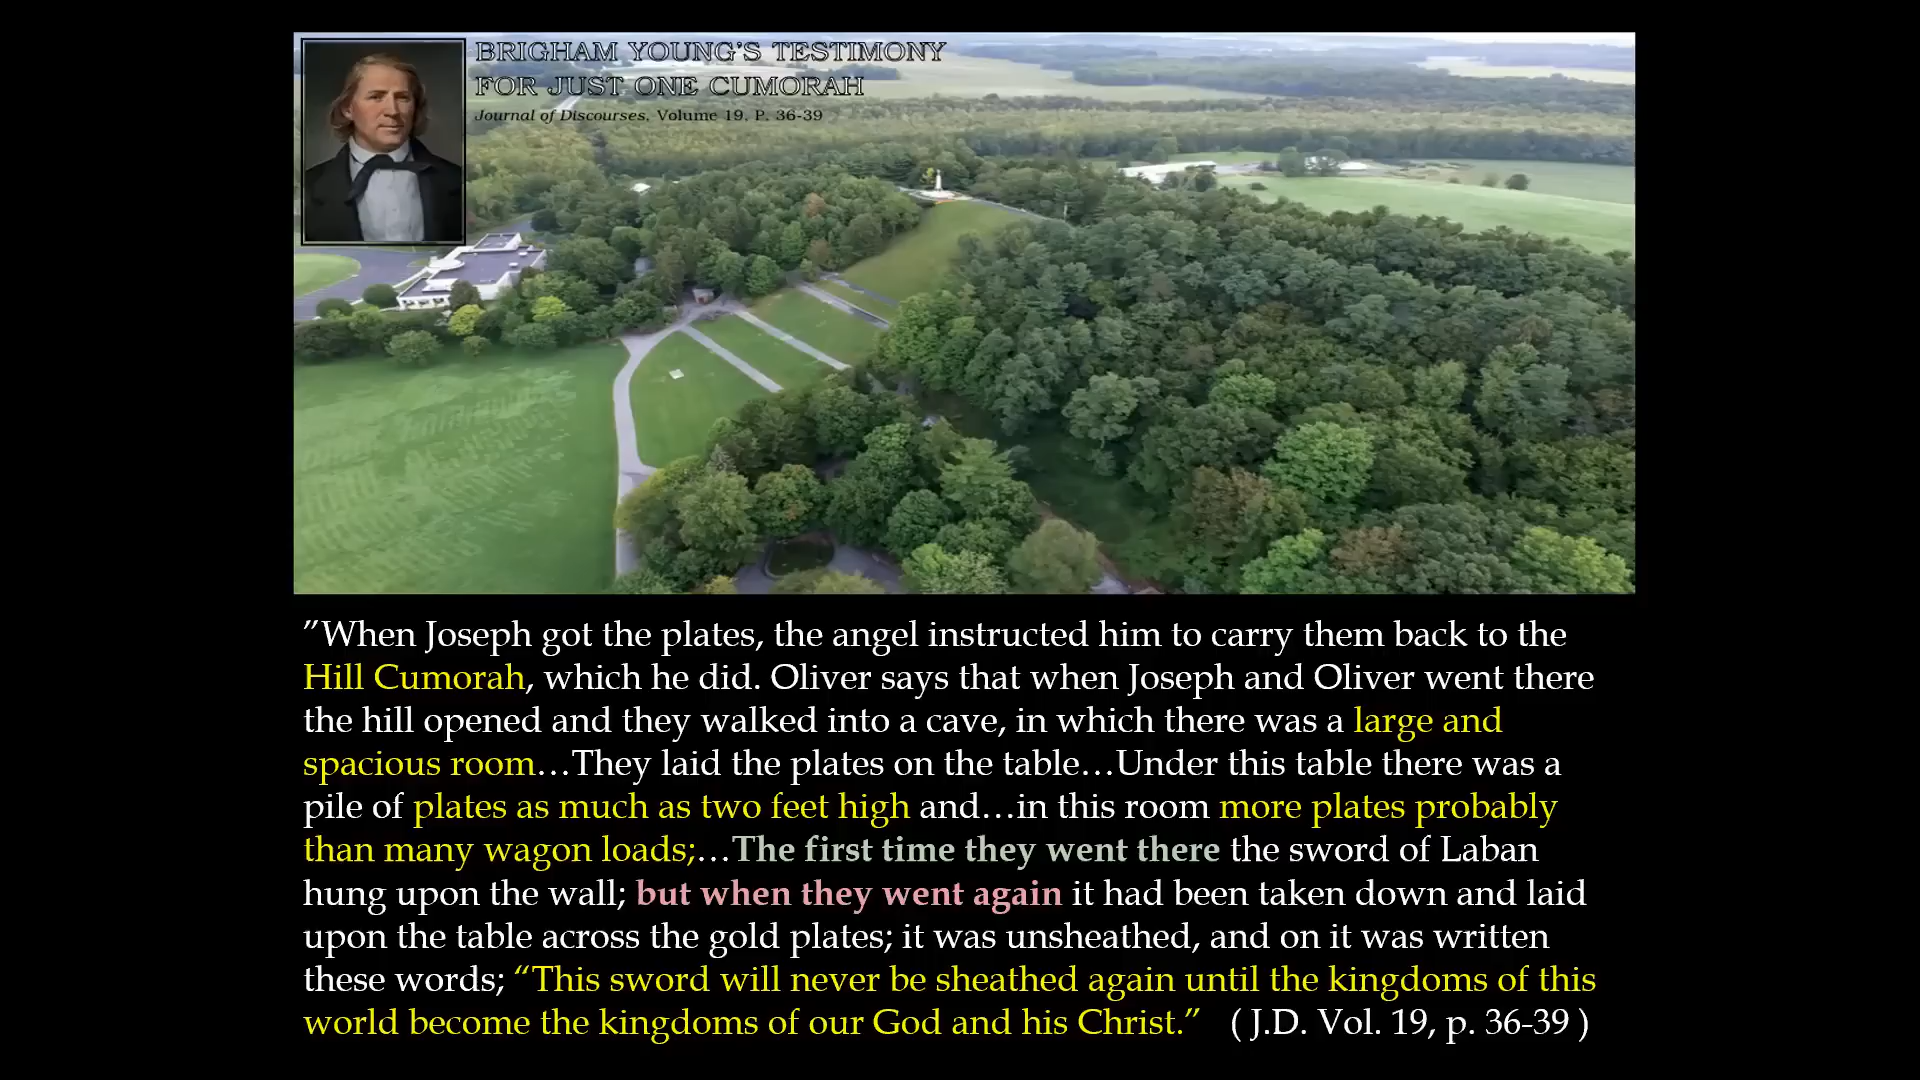 BRIGHAM YOUNG'S TESTIMONY
FOR JUST ONE CUMORAH
Journal of Discourses, Volume 19, P. 36-39
”When Joseph got the plates, the angel instructed him to carry them back to the
Hill Cumorah, which he did. Oliver says that when Joseph and Oliver went there
the hill opened and they walked into a cave, in which there was a large and
spacious room…They laid the plates on the table…Under this table there was a
pile of plates as much as two feet high and…in this room more plates probably
than many wagon loads;…The first time they went there the sword of Laban
hung upon the wall; but when they went again it had been taken down and laid
upon the table across the gold plates; it was unsheathed, and on it was written
these words; “This sword will never be sheathed again until the kingdoms of this
world become the kingdoms of our God and his Christ.” ( J.D. Vol. 19, p. 36-39 )